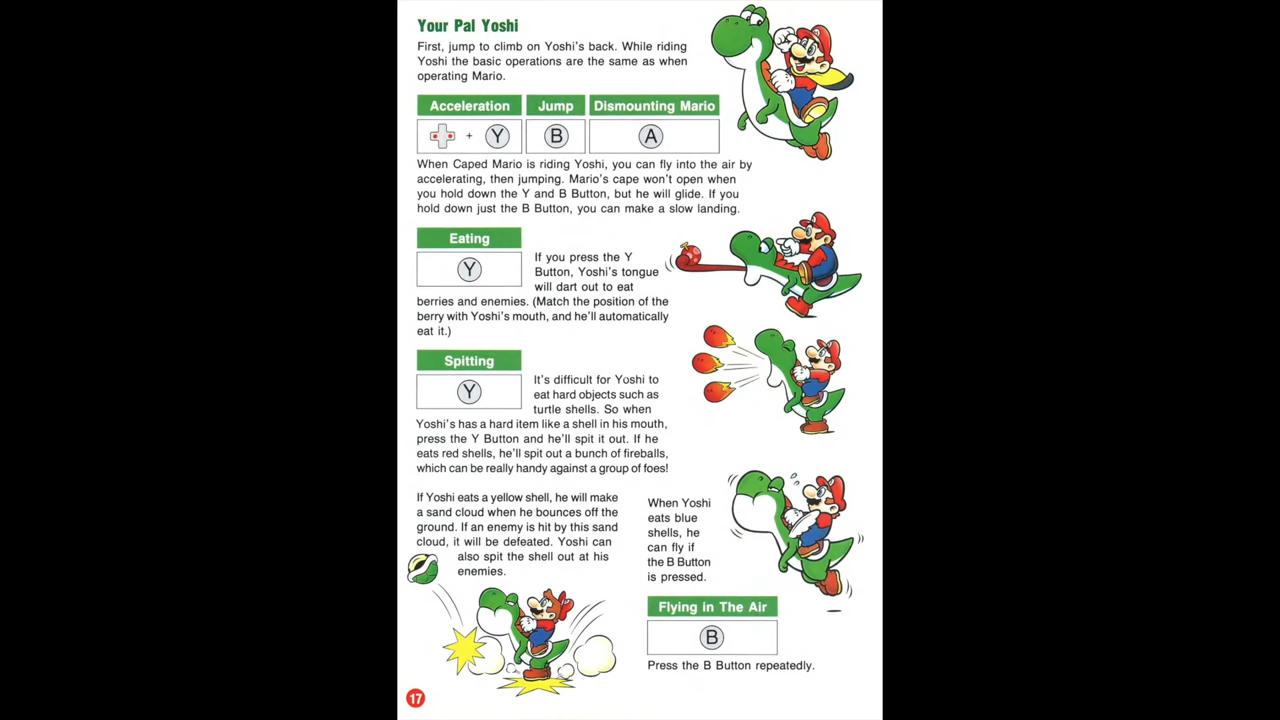 Your Pal Yoshi
First, jump to climb on Yoshi's back. While riding
Yoshi the basic operations are the same as when
operating Mario.
Acceleration Jump Dismounting Mario
+ Y B A
When Caped Mario is riding Yoshi, you can fly into the air by
accelerating, then jumping. Mario's cape won't open when
you hold down the Y and B Button, but he will glide. If you
hold down just the B Button, you can make a slow landing.
Eating
Y
If you press the Y
Button, Yoshi's tongue
will dart out to eat
berries and enemies. (Match the position of the
berry with Yoshi's mouth, and he'll automatically
eat it.)
Spitting
Y
It's difficult for Yoshi to
eat hard objects such as
turtle shells. So when
Yoshi's has a hard item like a shell in his mouth,
press the Y Button and he'll spit it out. If he
eats red shells, he'll spit out a bunch of fireballs,
which can be really handy against a group of foes!
If Yoshi eats a yellow shell, he will make
a sand cloud when he bounces off the
ground. If an enemy is hit by this sand
cloud, it will be defeated. Yoshi can
also spit the shell out at his
enemies.
When Yoshi
eats blue
shells, he
can fly if
the B Button
is pressed.
Flying in The Air
B
Press the B Button repeatedly.
17